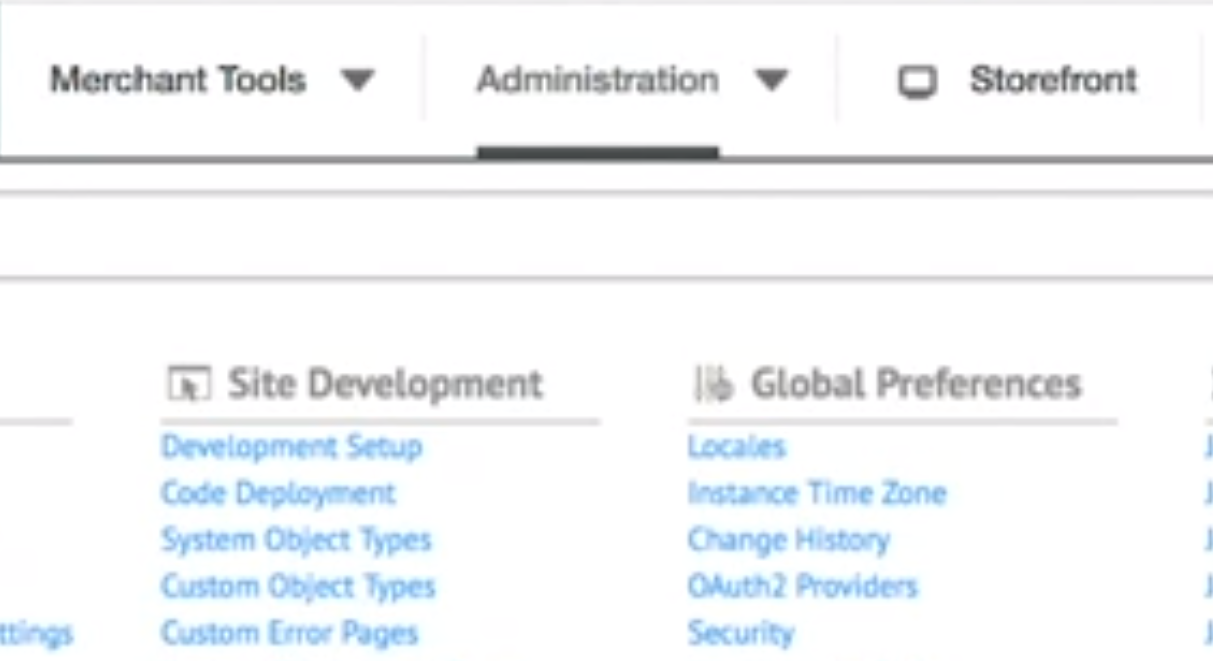 Merchant Tools Administration Storefront
Site Development
Development Setup
Code Deployment
System Object Types
Custom Object Types
Custom Error Pages
Global Preferences
Locales
Instance Time Zone
Change History
OAuth2 Providers
Security
ttings